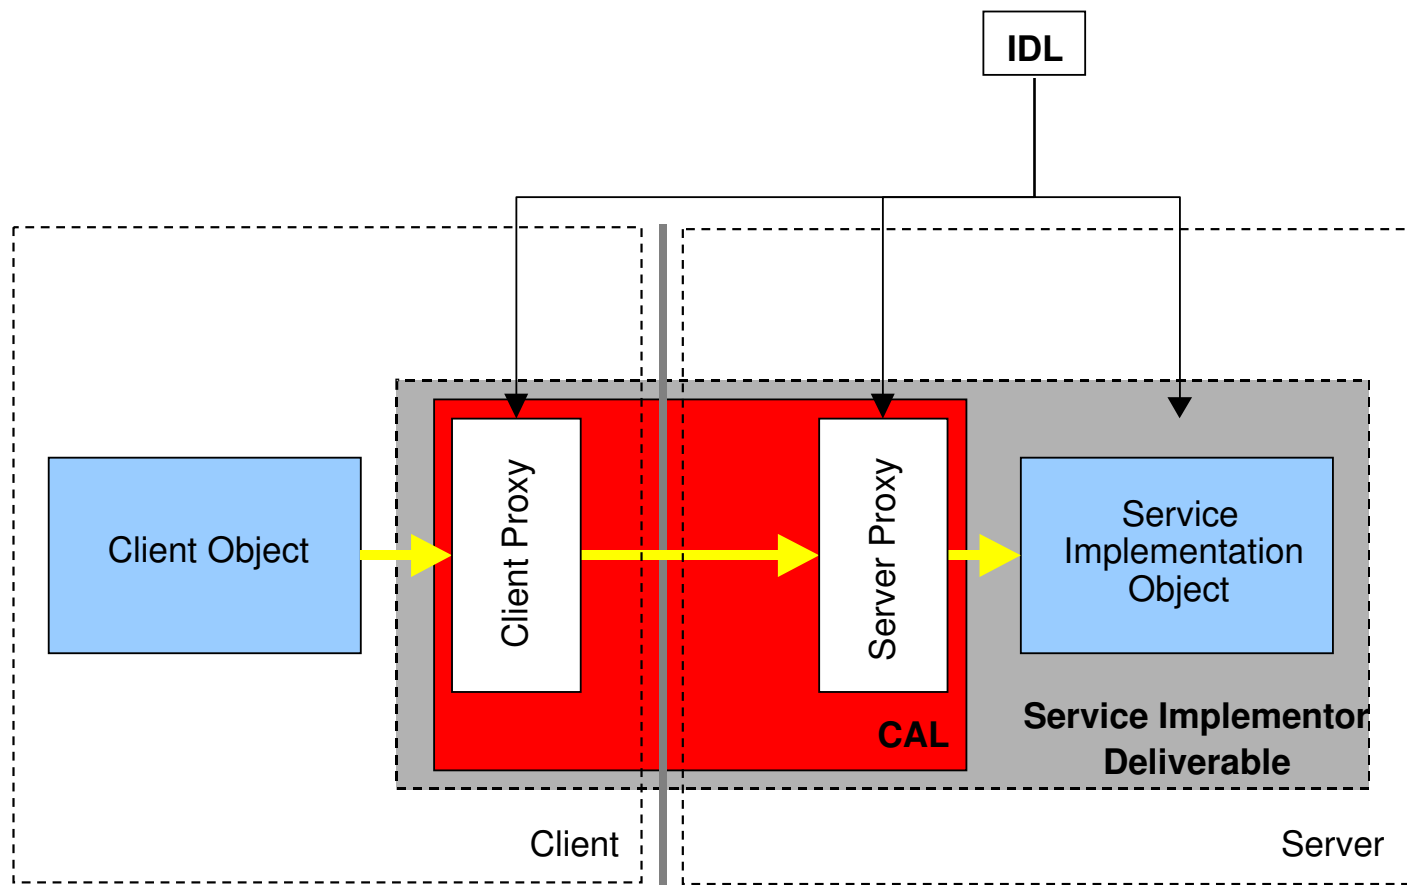 IDL
Client Object
Client Proxy
Server Proxy
Service
Implementation
Object
CAL
Service Implementor
Deliverable
Client
Server